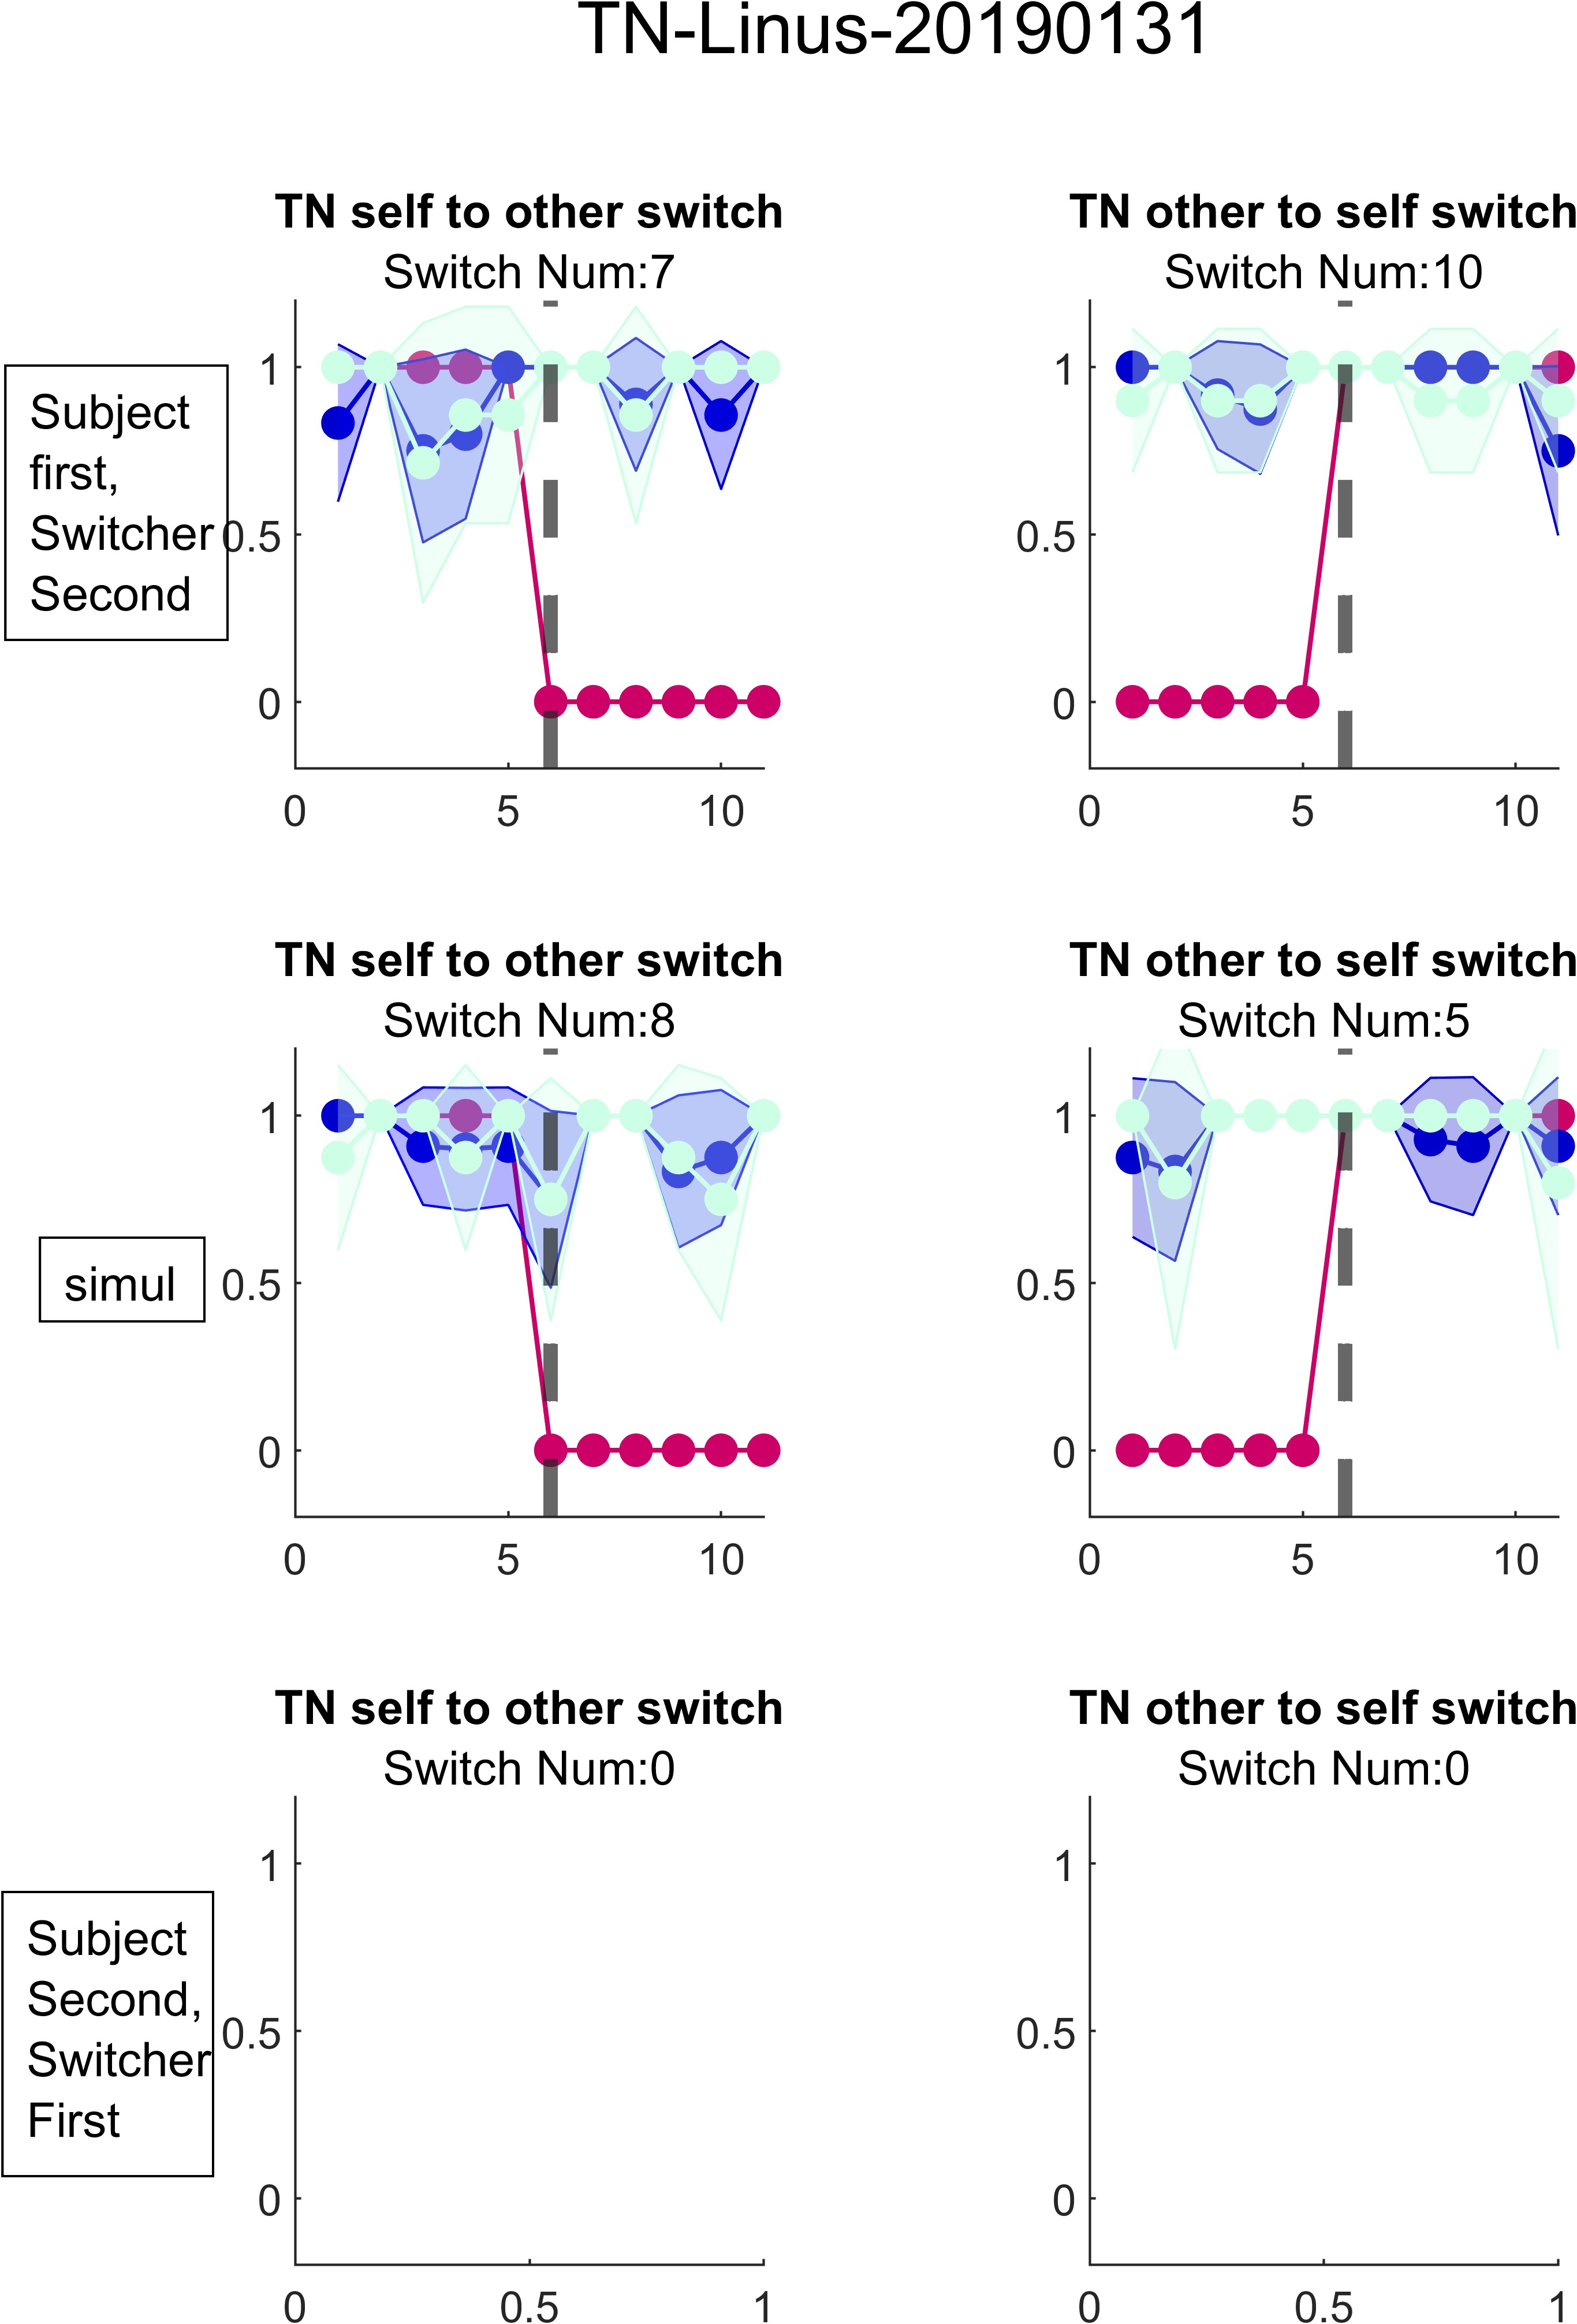 TN-Linus-20190131
TN self to other switch
Switch Num:7
TN other to self switch
Switch Num:10
Subject
first,
Switcher
Second
1
0.5
0
0 5 10
1
0.5
0
0 5 10
TN self to other switch
Switch Num:8
TN other to self switch
Switch Num:5
simul
1
0.5
0
0 5 10
1
0.5
0
0 5 10
TN self to other switch
Switch Num:0
TN other to self switch
Switch Num:0
Subject
Second,
Switcher
First
1
0.5
0
0 0.5 1
1
0.5
0
0 0.5 1